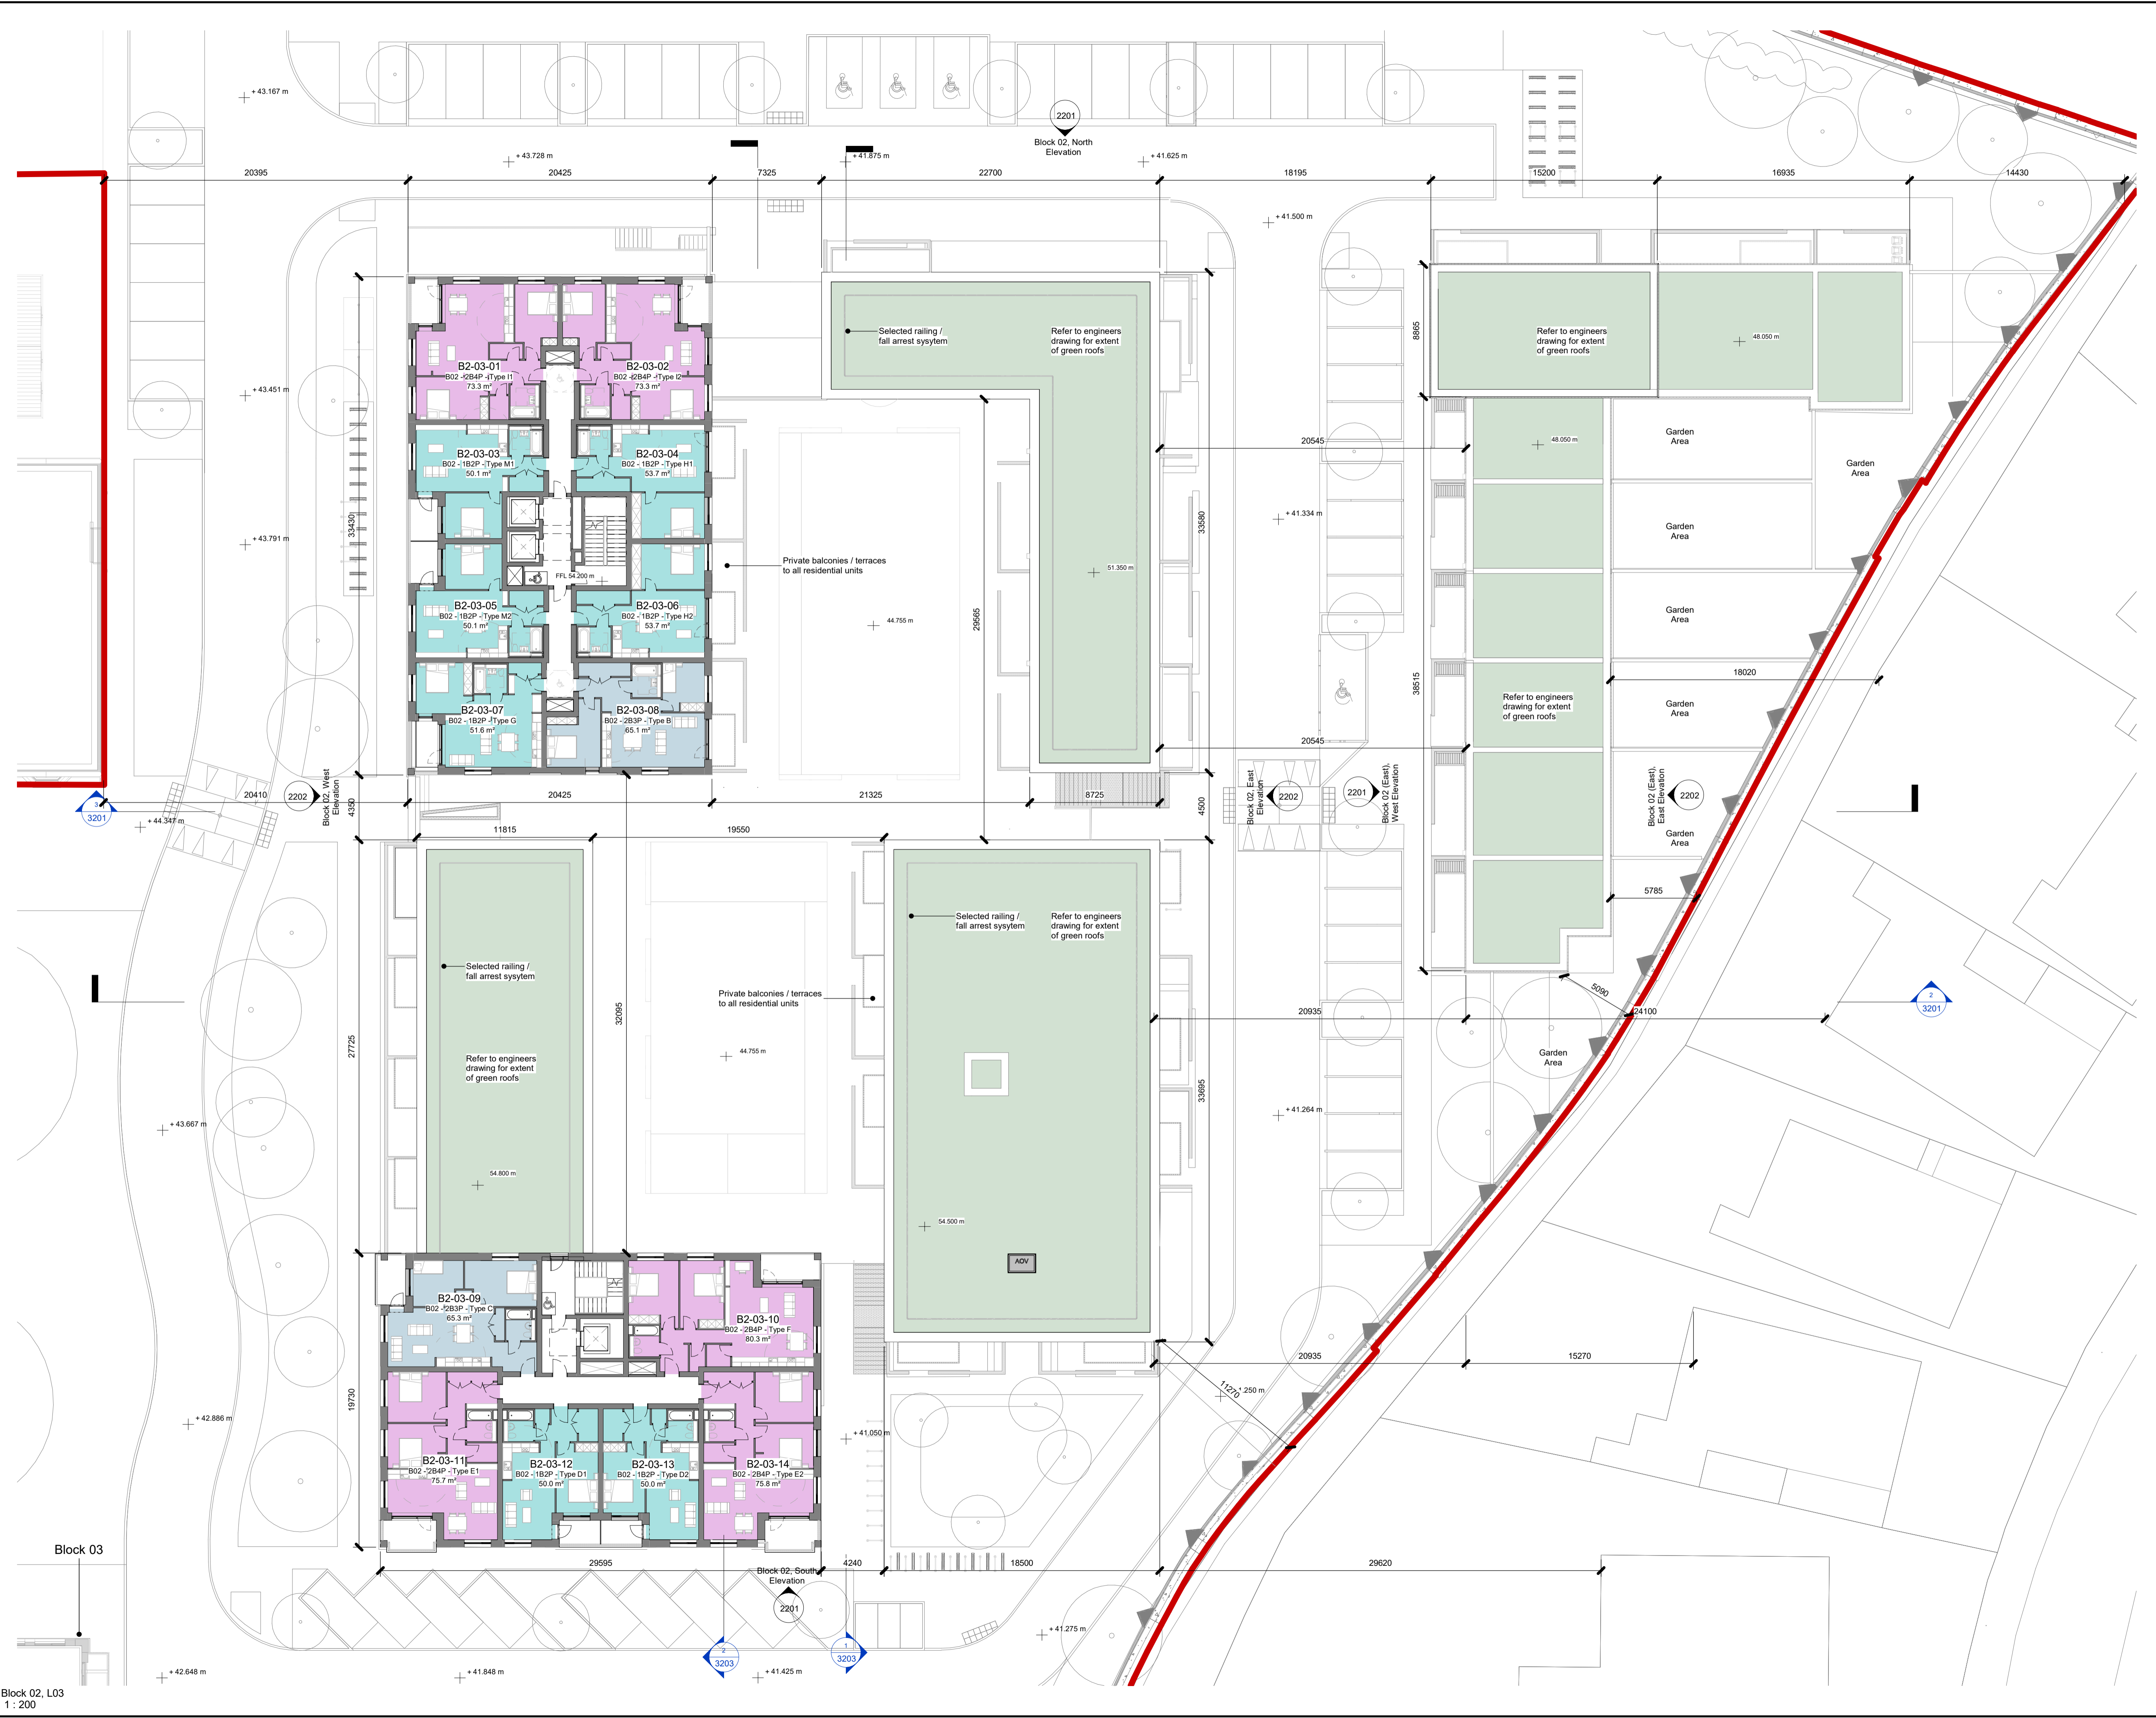 + 43.167 m
2201
Block 02, North
Elevation
+ 43.728 m
+ 41.875 m
+ 41.625 m
20395
20425
7325
22700
18195
15200
16935
14430
+ 41.500 m
Selected railing /
fall arrest sysytem
Refer to engineers
drawing for extent
of green roofs
Refer to engineers
drawing for extent
of green roofs
48.050 m
8865
B2-03-01
B02 - 2B4P - Type I1
73.3 m²
B2-03-02
B02 - 2B4P - Type I2
73.3 m²
+ 43.451 m
Garden
Area
48.050 m
20545
Garden
Area
B2-03-03
B02 - 1B2P - Type M1
50.1 m²
B2-03-04
B02 - 1B2P - Type H1
53.7 m²
33430
33580
+ 41.334 m
Garden
Area
+ 43.791 m
Private balconies / terraces
to all residential units
FFL 54.200 m
51.350 m
B2-03-05
B02 - 1B2P - Type M2
50.1 m²
B2-03-06
B02 - 1B2P - Type H2
53.7 m²
44.755 m
29565
Garden
Area
18020
38515
Refer to engineers
drawing for extent
of green roofs
Garden
Area
B2-03-07
B02 - 1B2P - Type G
51.6 m²
B2-03-08
B02 - 2B3P - Type B
65.1 m²
20545
3
3201
+ 44.347 m
20410
2202
Block 02, West
Elevation
4350
20425
21325
8725
4500
Block 02, East
Elevation
2202
2201
Block 02 (East),
West Elevation
Block 02 (East),
East Elevation
2202
Garden
Area
11815
19550
5785
Selected railing /
fall arrest sysytem
Refer to engineers
drawing for extent
of green roofs
Selected railing /
fall arrest sysytem
Private balconies / terraces
to all residential units
32095
27725
5090
20935
24100
2
3201
Refer to engineers
drawing for extent
of green roofs
44.755 m
Garden
Area
33695
+ 41.264 m
+ 43.667 m
54.800 m
54.500 m
AOV
B2-03-09
B02 - 2B3P - Type C
65.3 m²
B2-03-10
B02 - 2B4P - Type F
80.3 m²
20935
15270
11270
.250 m
19730
+ 42.886 m
+ 41.050 m
B2-03-11
B02 - 2B4P - Type E1
75.7 m²
B2-03-12
B02 - 1B2P - Type D1
50.0 m²
B2-03-13
B02 - 1B2P - Type D2
50.0 m²
B2-03-14
B02 - 2B4P - Type E2
75.8 m²
Block 03
29595
4240
18500
29620
Block 02, South
Elevation
2201
+ 41.275 m
2
3203
1
3203
+ 42.648 m
+ 41.848 m
+ 41.425 m
Block 02, L03
1 : 200